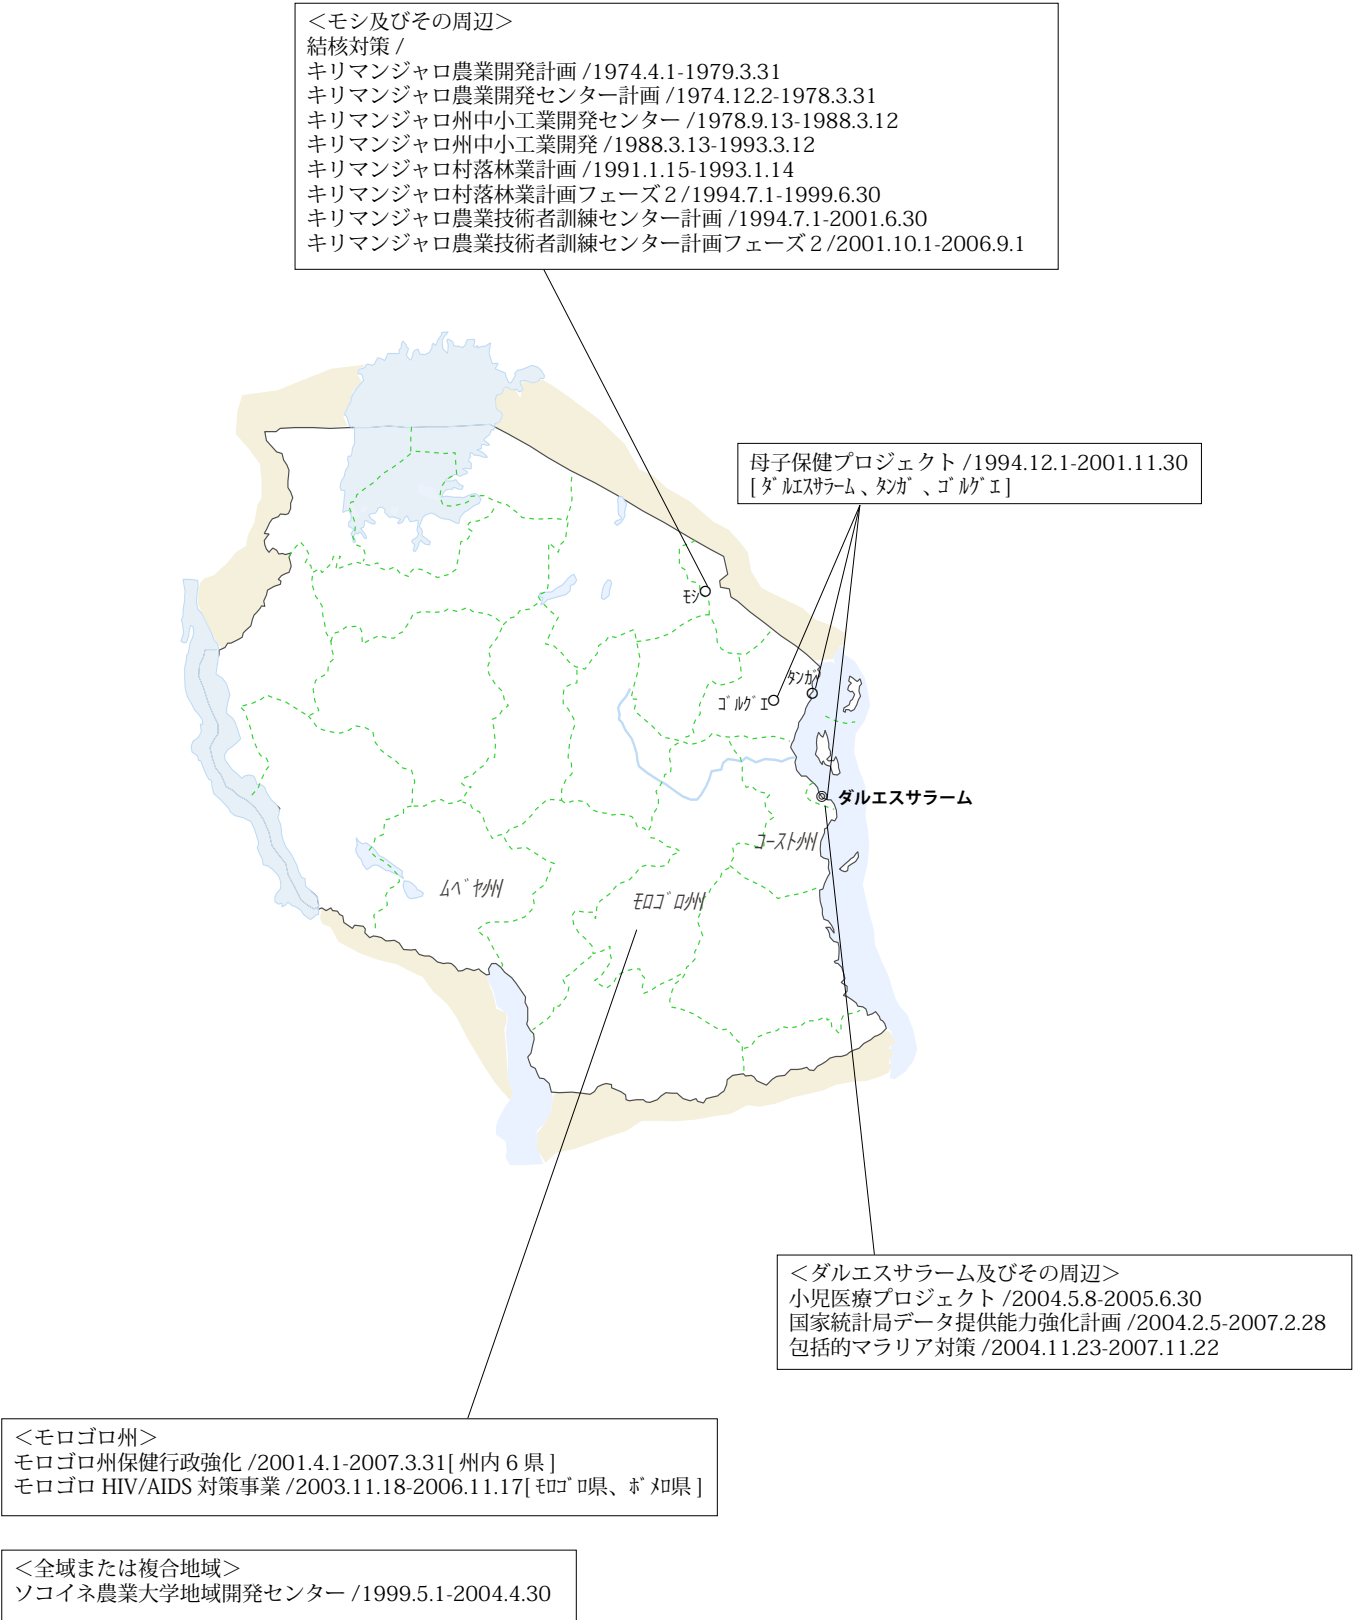 ＜モシ及びその周辺＞
結核対策 /
キリマンジャロ農業開発計画 /1974.4.1-1979.3.31
キリマンジャロ農業開発センター計画 /1974.12.2-1978.3.31
キリマンジャロ州中小工業開発センター /1978.9.13-1988.3.12
キリマンジャロ州中小工業開発 /1988.3.13-1993.3.12
キリマンジャロ村落林業計画 /1991.1.15-1993.1.14
キリマンジャロ村落林業計画フェーズ２/1994.7.1-1999.6.30
キリマンジャロ農業技術者訓練センター計画 /1994.7.1-2001.6.30
キリマンジャロ農業技術者訓練センター計画フェーズ２/2001.10.1-2006.9.1
母子保健プロジェクト /1994.12.1-2001.11.30
[ ﾀﾞﾙｴｽｻﾗｰﾑ 、ﾀﾝｶﾞ 、ｺﾞﾙｸﾞｴ ]
ﾓｼ
ﾀﾝｶﾞ
ｺﾞﾙｸﾞｴ
ダルエスサラーム
ｺｰｽﾄ州
ﾑﾍﾞﾔ州
ﾓﾛｺﾞﾛ州
＜ダルエスサラーム及びその周辺＞
小児医療プロジェクト /2004.5.8-2005.6.30
国家統計局データ提供能力強化計画 /2004.2.5-2007.2.28
包括的マラリア対策 /2004.11.23-2007.11.22
＜モロゴロ州＞
モロゴロ州保健行政強化 /2001.4.1-2007.3.31[ 州内 6 県 ]
モロゴロ HIV/AIDS 対策事業 /2003.11.18-2006.11.17[ ﾓﾛｺﾞﾛ県、ﾎﾞﾒﾛ県 ]
＜全域または複合地域＞
ソコイネ農業大学地域開発センター /1999.5.1-2004.4.30